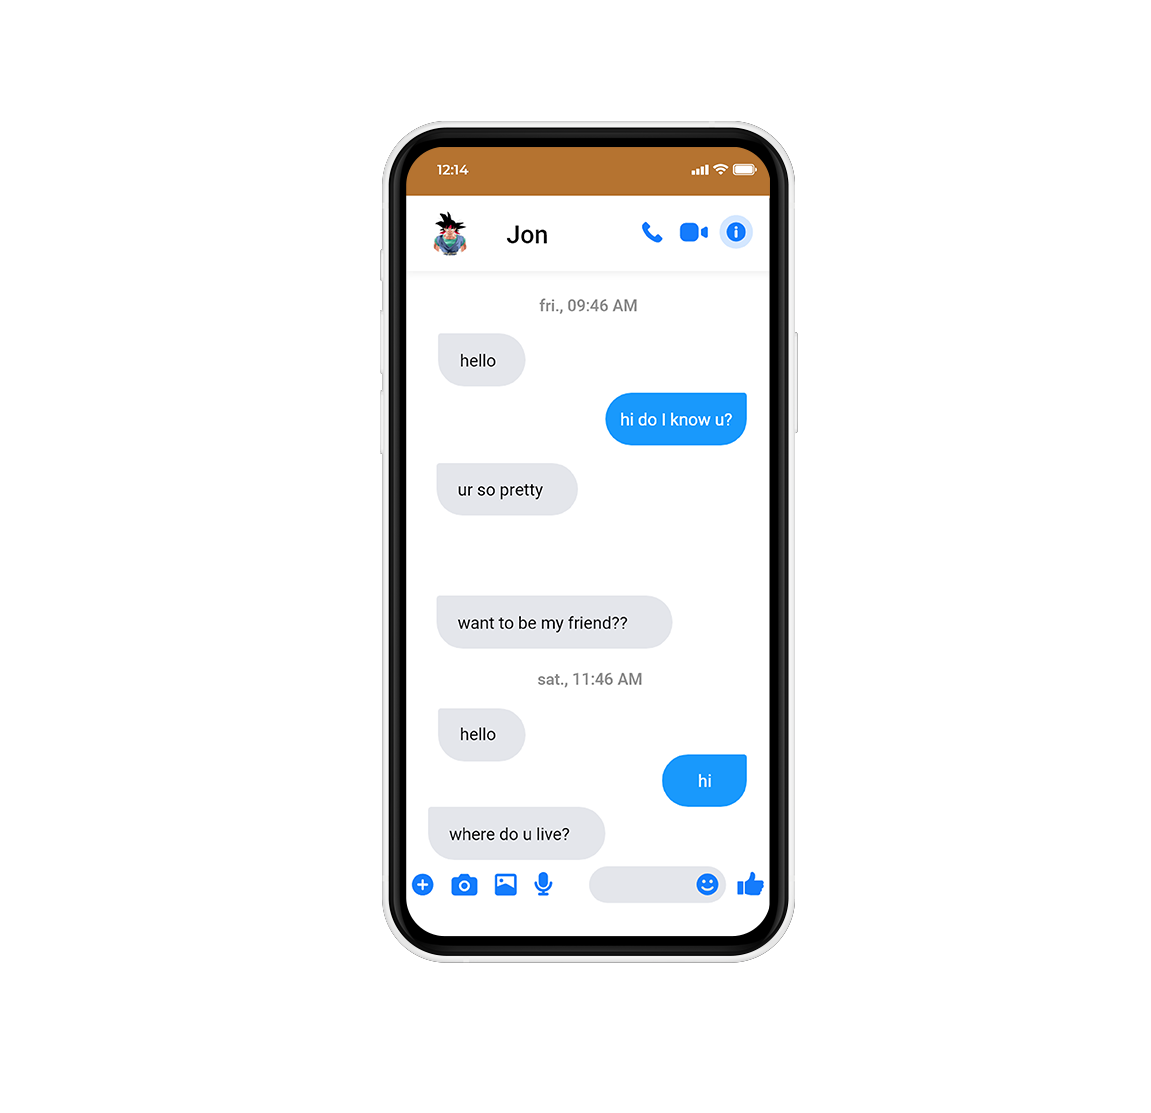 12:14
Jon
fri., 09:46 AM
hello
hi do I know u?
ur so pretty
want to be my friend??
sat., 11:46 AM
hello
hi
where do u live?